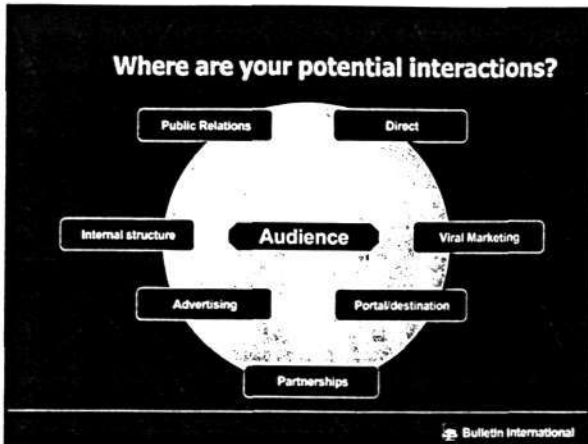 Where are your potential interactions?
Public Relations
Direct
Internal structure
Audience
Viral Marketing
Advertising
Portal/destination
Partnerships
Bulletin International